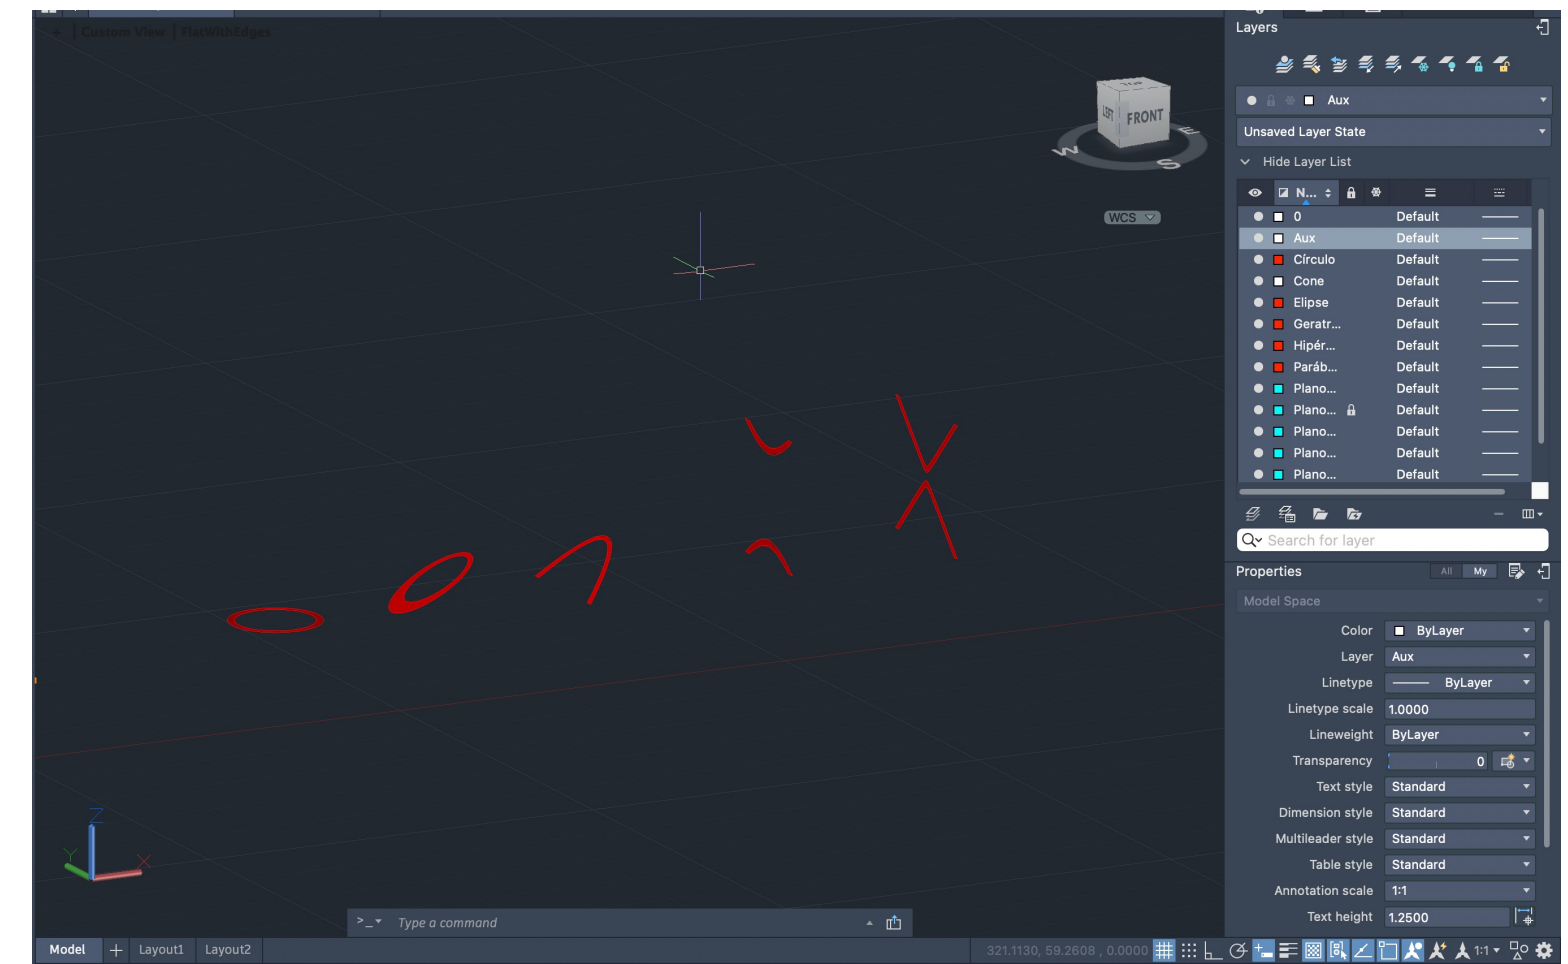 Custom View | FlatWithEdges
TOP
LEFT
FRONT
W
S
E
WCS
Z
Y
X
>_ Type a command
Model
Layout1
Layout2
321.1130, 59.2608 , 0.0000
1:1
Layers
Aux
Unsaved Layer State
Hide Layer List
N...
0 Default
Aux Default
Círculo Default
Cone Default
Elipse Default
Geratr... Default
Hipér... Default
Paráb... Default
Plano... Default
Plano... Default
Plano... Default
Plano... Default
Plano... Default
Search for layer
Properties All My
Model Space
Color ByLayer
Layer Aux
Linetype ByLayer
Linetype scale 1.0000
Lineweight ByLayer
Transparency 0
Text style Standard
Dimension style Standard
Multileader style Standard
Table style Standard
Annotation scale 1:1
Text height 1.2500